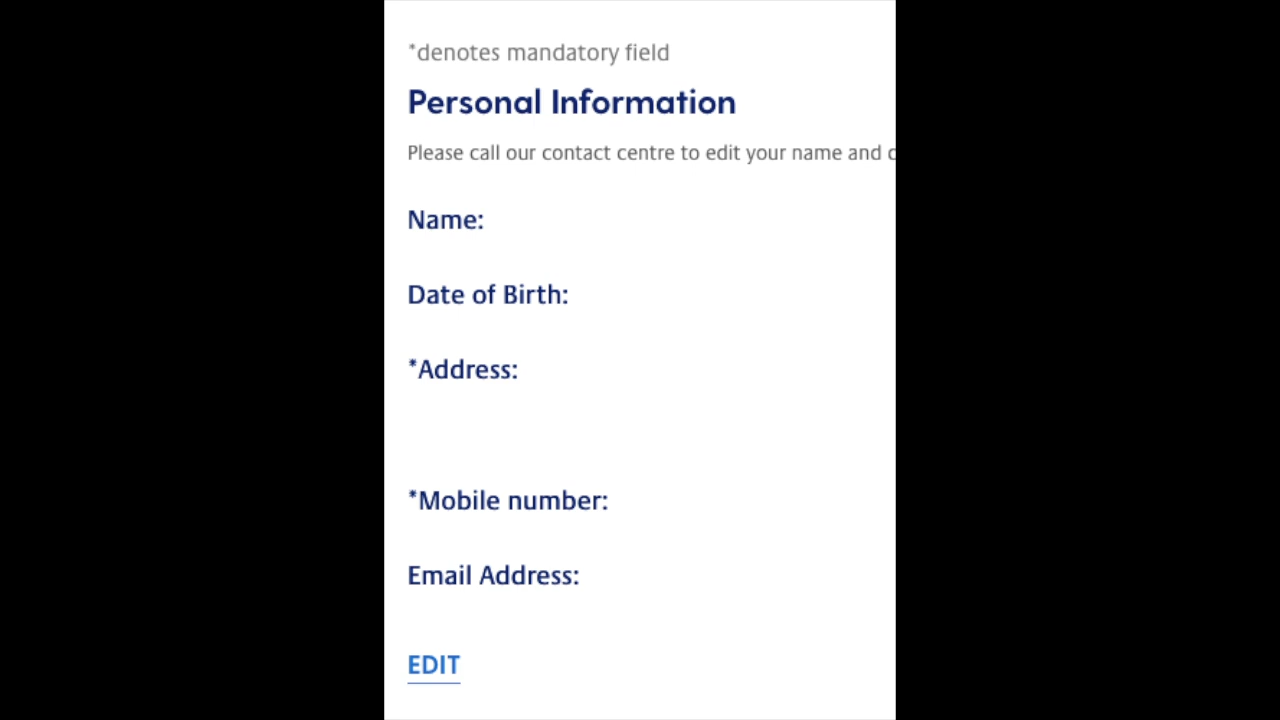 *denotes mandatory field
Personal Information
Please call our contact centre to edit your name and
Name:
Date of Birth:
*Address:
*Mobile number:
Email Address:
EDIT